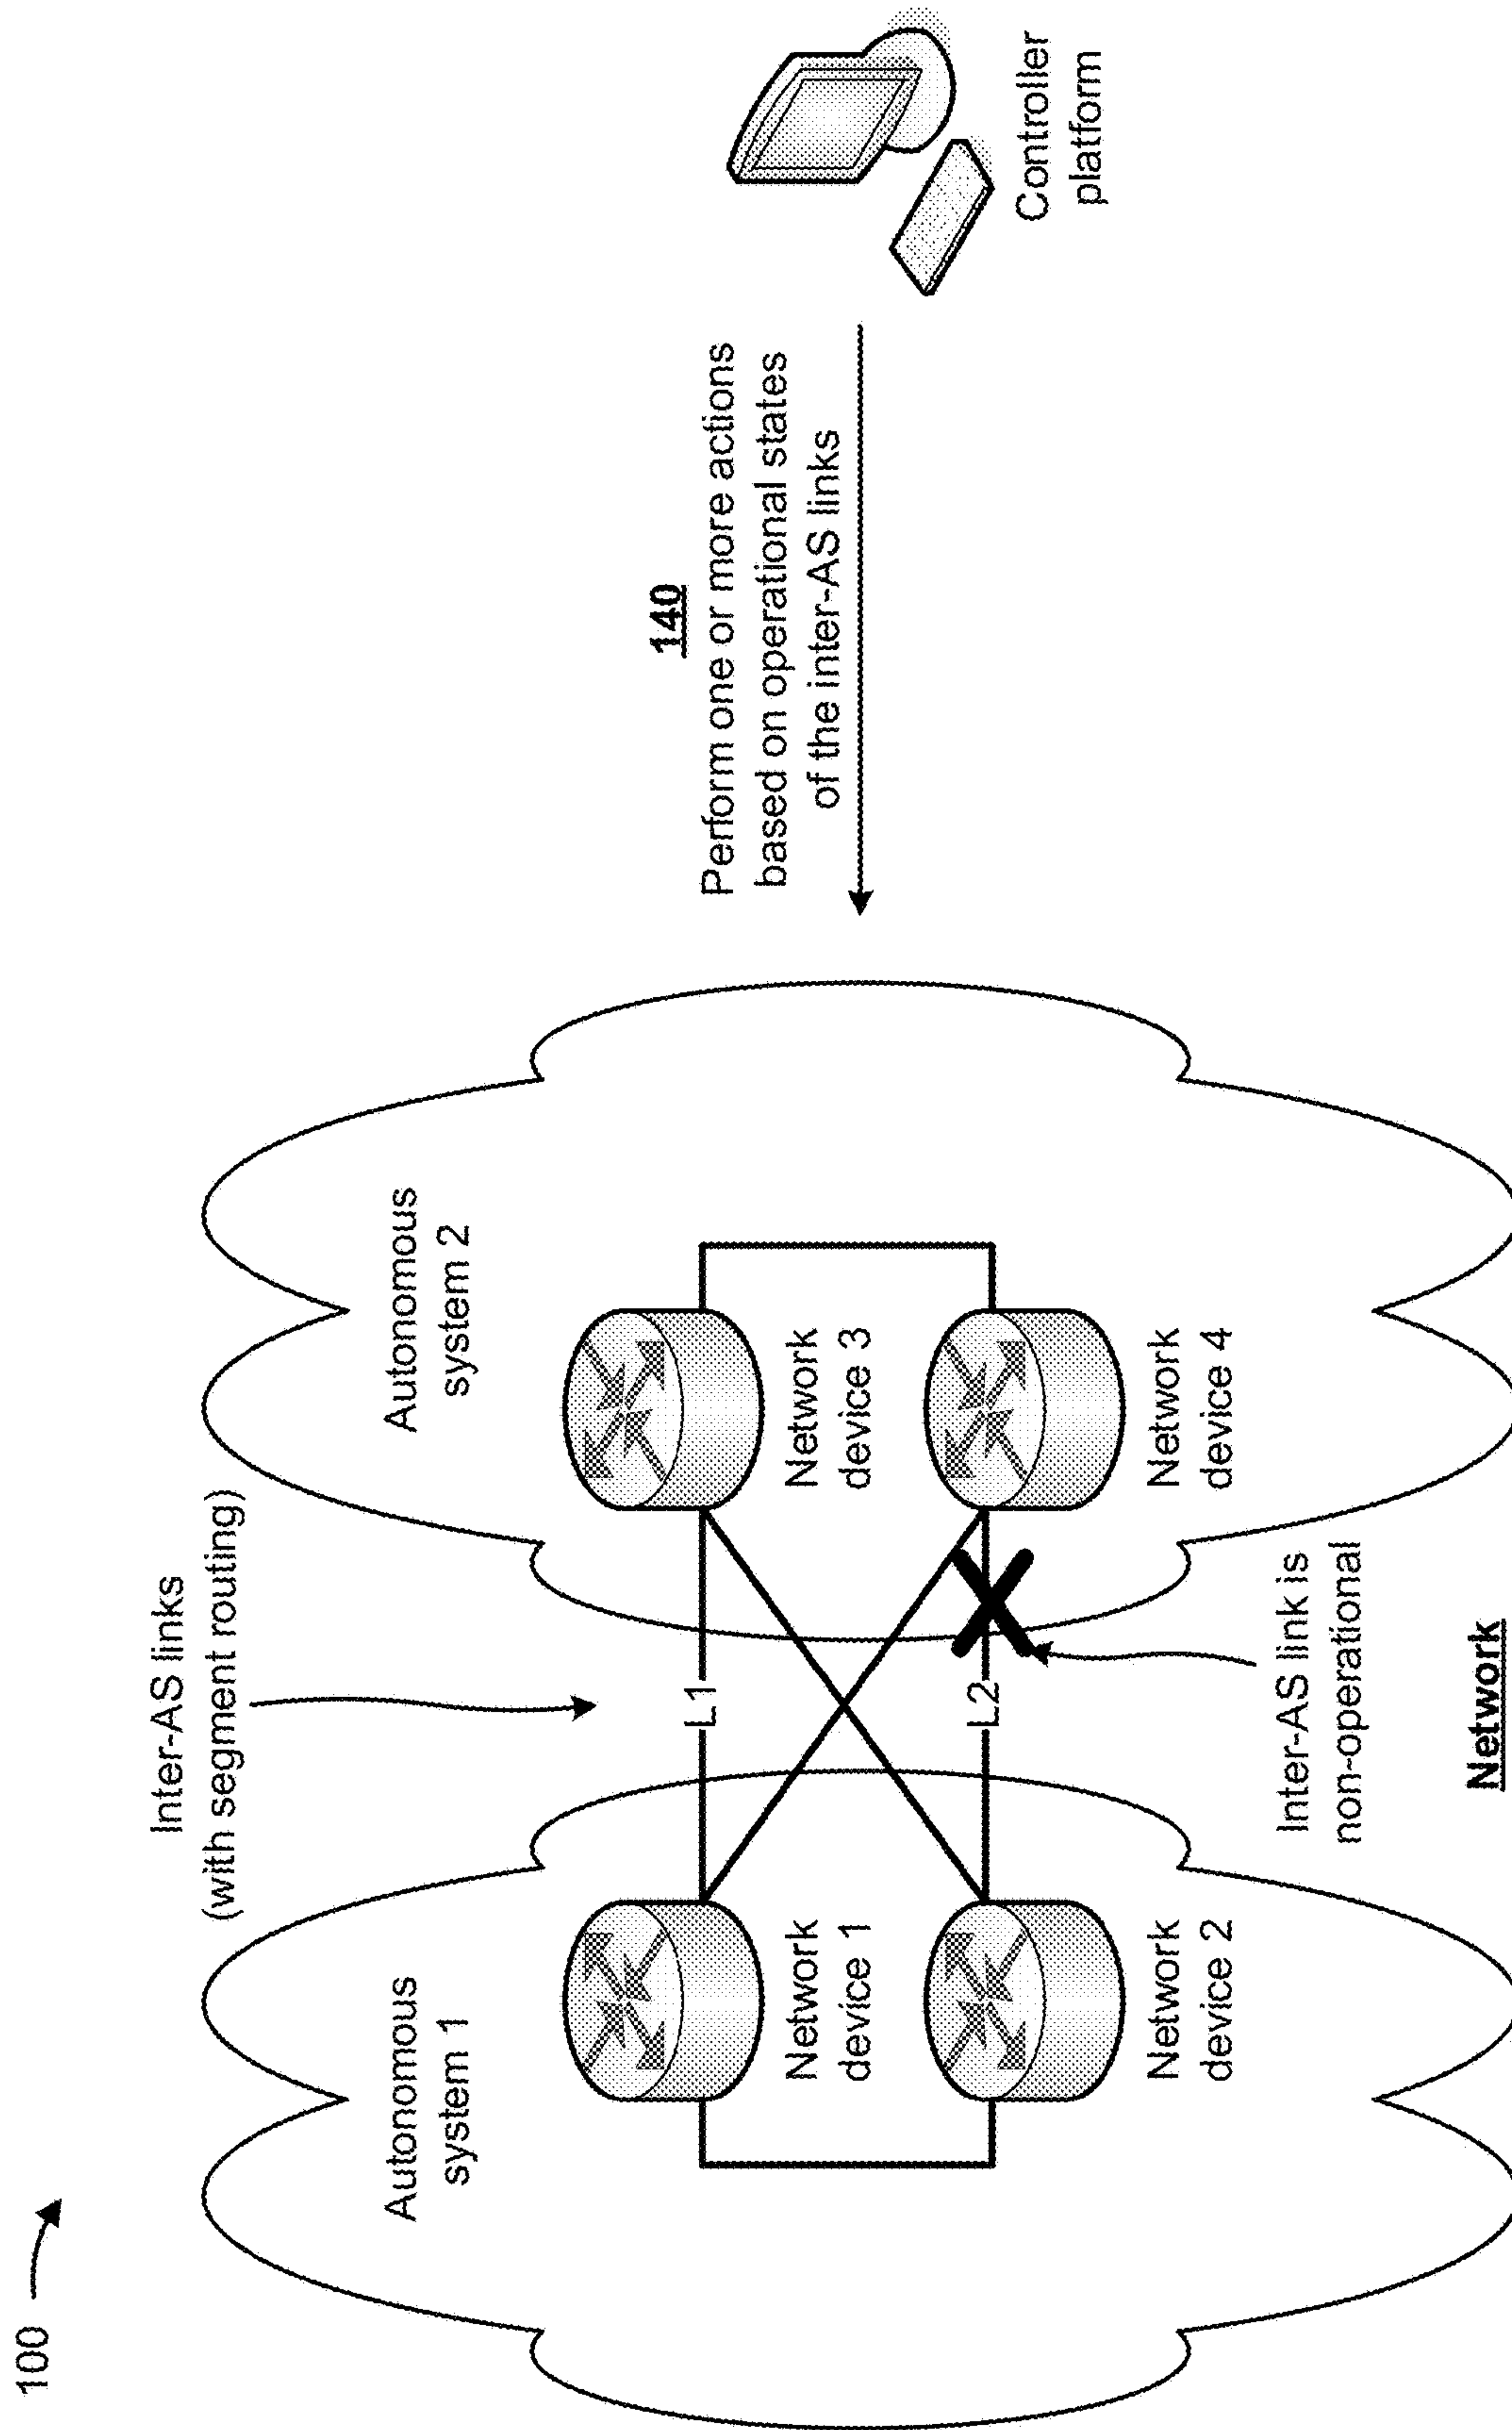 100
Inter-AS links
(with segment routing)
Autonomous
system 1
Autonomous
system 2
140
Perform one or more actions
based on operational states
of the inter-AS links
Network
device 1
L1
Network
device 3
Controller
platform
Network
device 2
L2
Network
device 4
Inter-AS link is
non-operational
Network